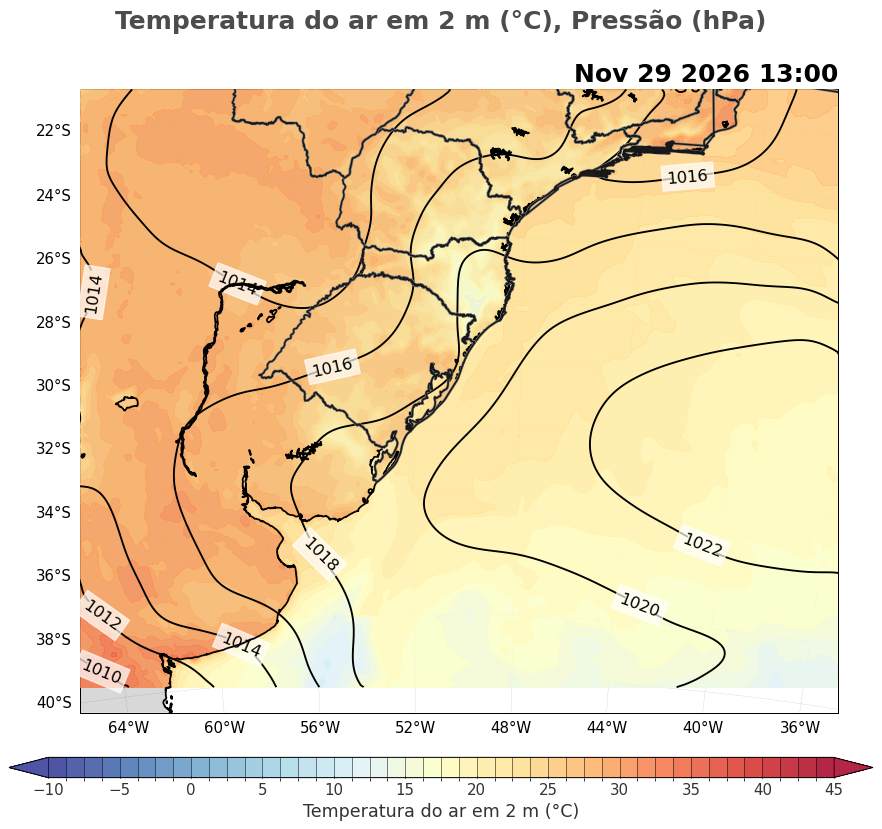 Temperatura do ar em 2 m (°C), Pressão (hPa)
Nov 29 2026 13:00
22°S
24°S
26°S
28°S
30°S
32°S
34°S
36°S
38°S
40°S
1016
1014
1014
1016
1018
1022
1020
1012
1014
1010
64°W 60°W 56°W 52°W 48°W 44°W 40°W 36°W
−10 −5 0 5 10 15 20 25 30 35 40 45
Temperatura do ar em 2 m (°C)